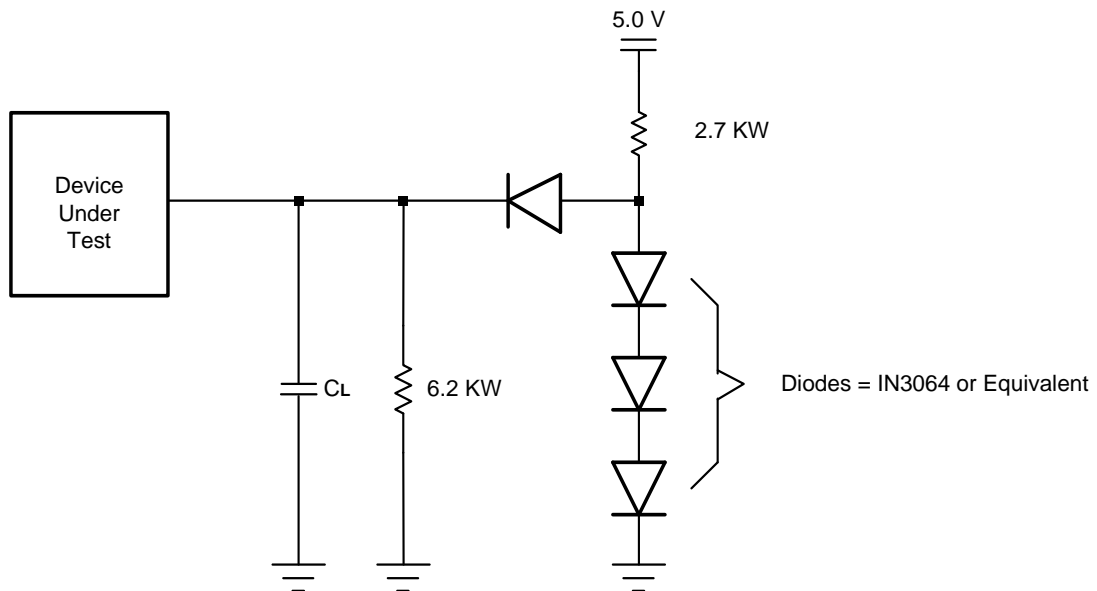 5.0 V
2.7 KW
Device
Under
Test
CL
6.2 KW
Diodes = IN3064 or Equivalent